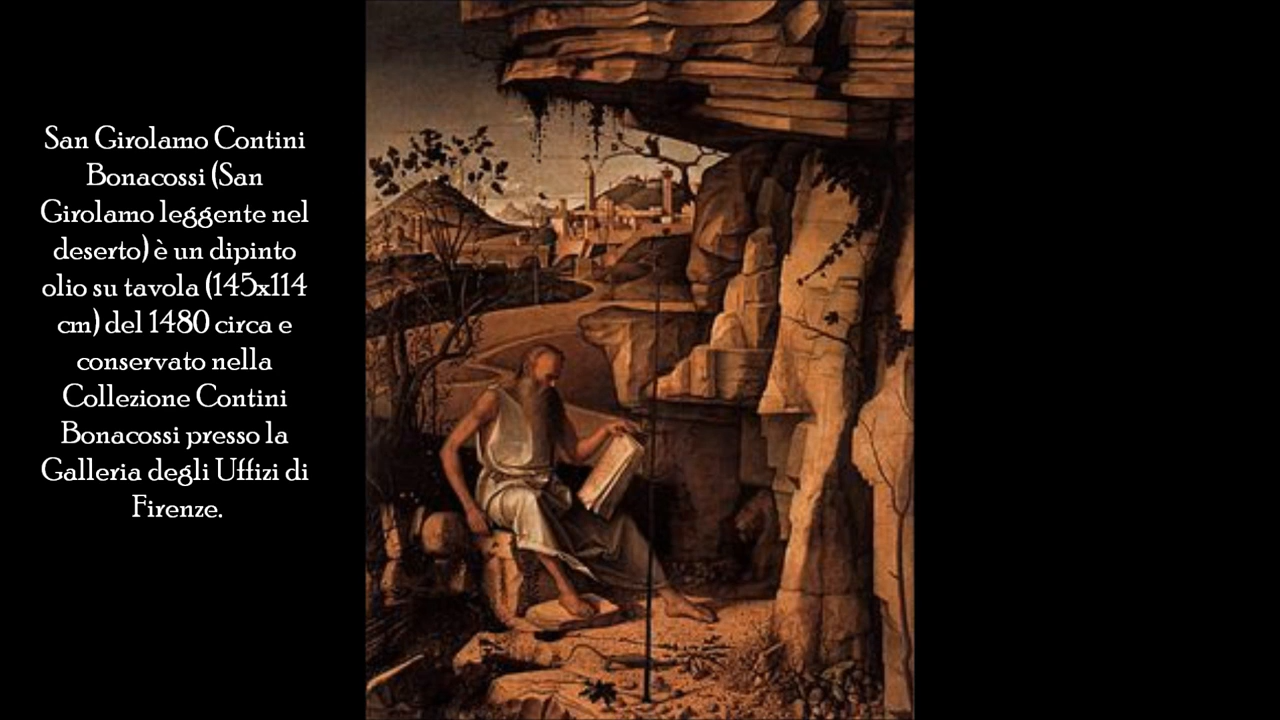 San Girolamo Contini
Bonacossi (San
Girolamo leggente nel
deserto) è un dipinto
olio su tavola (145x114
cm) del 1480 circa e
conservato nella
Collezione Contini
Bonacossi presso la
Galleria degli Uffizi di
Firenze.